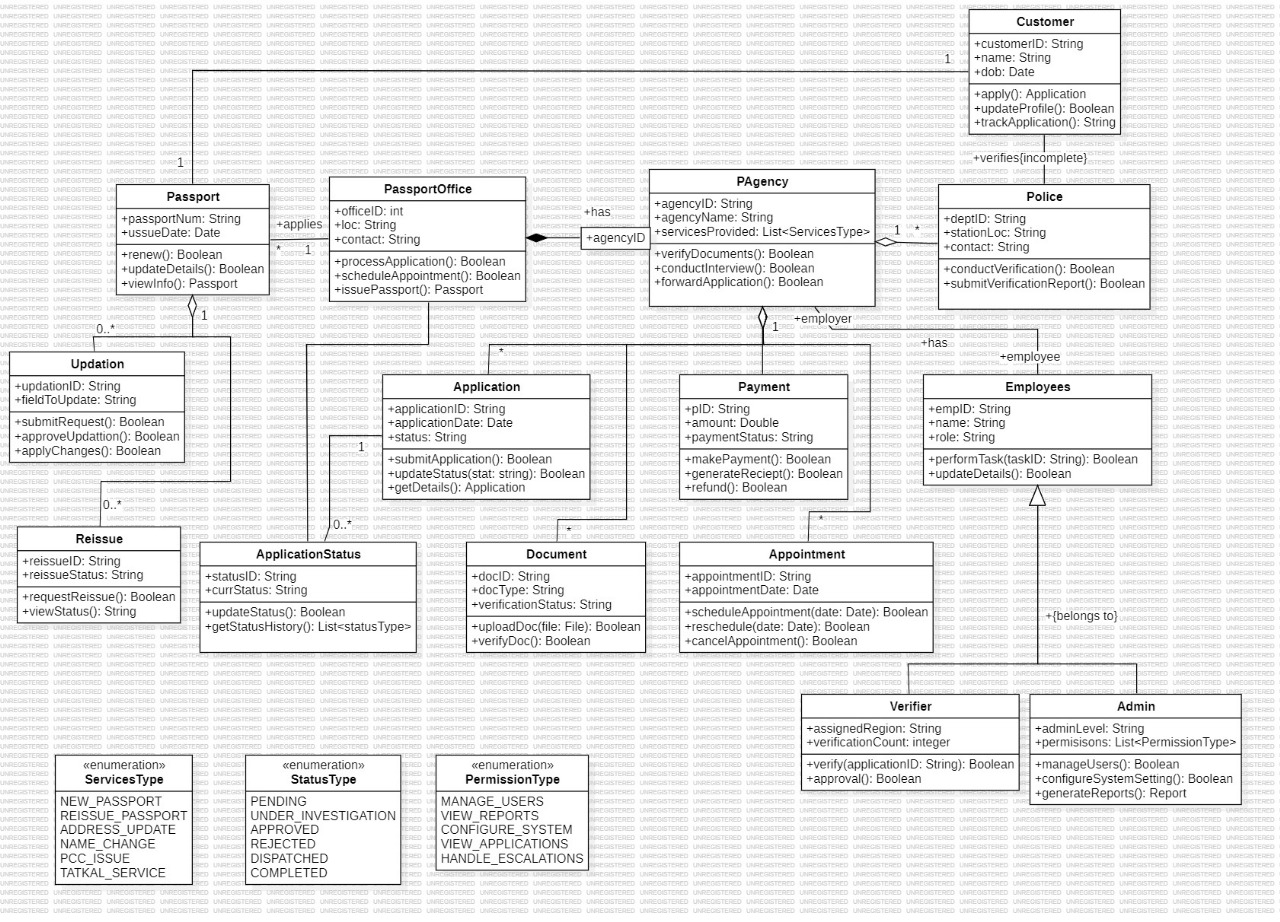 Customer
+customerID: String
+name: String
+dob: Date
+apply(): Application
+updateProfile(): Boolean
+trackApplication(): String
1
1
+verifies{incomplete}
Passport
+passportNum: String
+ussueDate: Date
+renew(): Boolean
+updateDetails(): Boolean
+viewInfo(): Passport
+applies
*
1
PassportOffice
+officeID: int
+loc: String
+contact: String
+processApplication(): Boolean
+scheduleAppointment(): Boolean
+issuePassport(): Passport
+has
+agencyID
PAgency
+agencyID: String
+agencyName: String
+servicesProvided: List<ServicesType>
+verifyDocuments(): Boolean
+conductInterview(): Boolean
+forwardApplication(): Boolean
1
*
Police
+deptID: String
+stationLoc: String
+contact: String
+conductVerification(): Boolean
+submitVerificationReport(): Boolean
1
0..*
1
+employer
+has
+employee
Updation
+updationID: String
+fieldToUpdate: String
+submitRequest(): Boolean
+approveUpdattion(): Boolean
+applyChanges(): Boolean
*
Application
+applicationID: String
+applicationDate: Date
+status: String
+submitApplication(): Boolean
+updateStatus(stat: string): Boolean
+getDetails(): Application
1
0..*
Payment
+pID: String
+amount: Double
+paymentStatus: String
+makePayment(): Boolean
+generateReciept(): Boolean
+refund(): Boolean
Employees
+empID: String
+name: String
+role: String
+performTask(taskID: String): Boolean
+updateDetails(): Boolean
0..*
Reissue
+reissueID: String
+reissueStatus: String
+requestReissue(): Boolean
+viewStatus(): String
ApplicationStatus
+statusID: String
+currStatus: String
+updateStatus(): Boolean
+getStatusHistory(): List<statusType>
*
Document
+docID: String
+docType: String
+verificationStatus: String
+uploadDoc(file: File): Boolean
+verifyDoc(): Boolean
*
Appointment
+appointmentID: String
+appointmentDate: Date
+scheduleAppointment(date: Date): Boolean
+reschedule(date: Date): Boolean
+cancelAppointment(): Boolean
+{belongs to}
Verifier
+assignedRegion: String
+verificationCount: integer
+verify(applicationID: String): Boolean
+approval(): Boolean
Admin
+adminLevel: String
+permisisons: List<PermissionType>
+manageUsers(): Boolean
+configureSystemSetting(): Boolean
+generateReports(): Report
«enumeration»
ServicesType
NEW_PASSPORT
REISSUE_PASSPORT
ADDRESS_UPDATE
NAME_CHANGE
PCC_ISSUE
TATKAL_SERVICE
«enumeration»
StatusType
PENDING
UNDER_INVESTIGATION
APPROVED
REJECTED
DISPATCHED
COMPLETED
«enumeration»
PermissionType
MANAGE_USERS
VIEW_REPORTS
CONFIGURE_SYSTEM
VIEW_APPLICATIONS
HANDLE_ESCALATIONS
UNREGISTERED